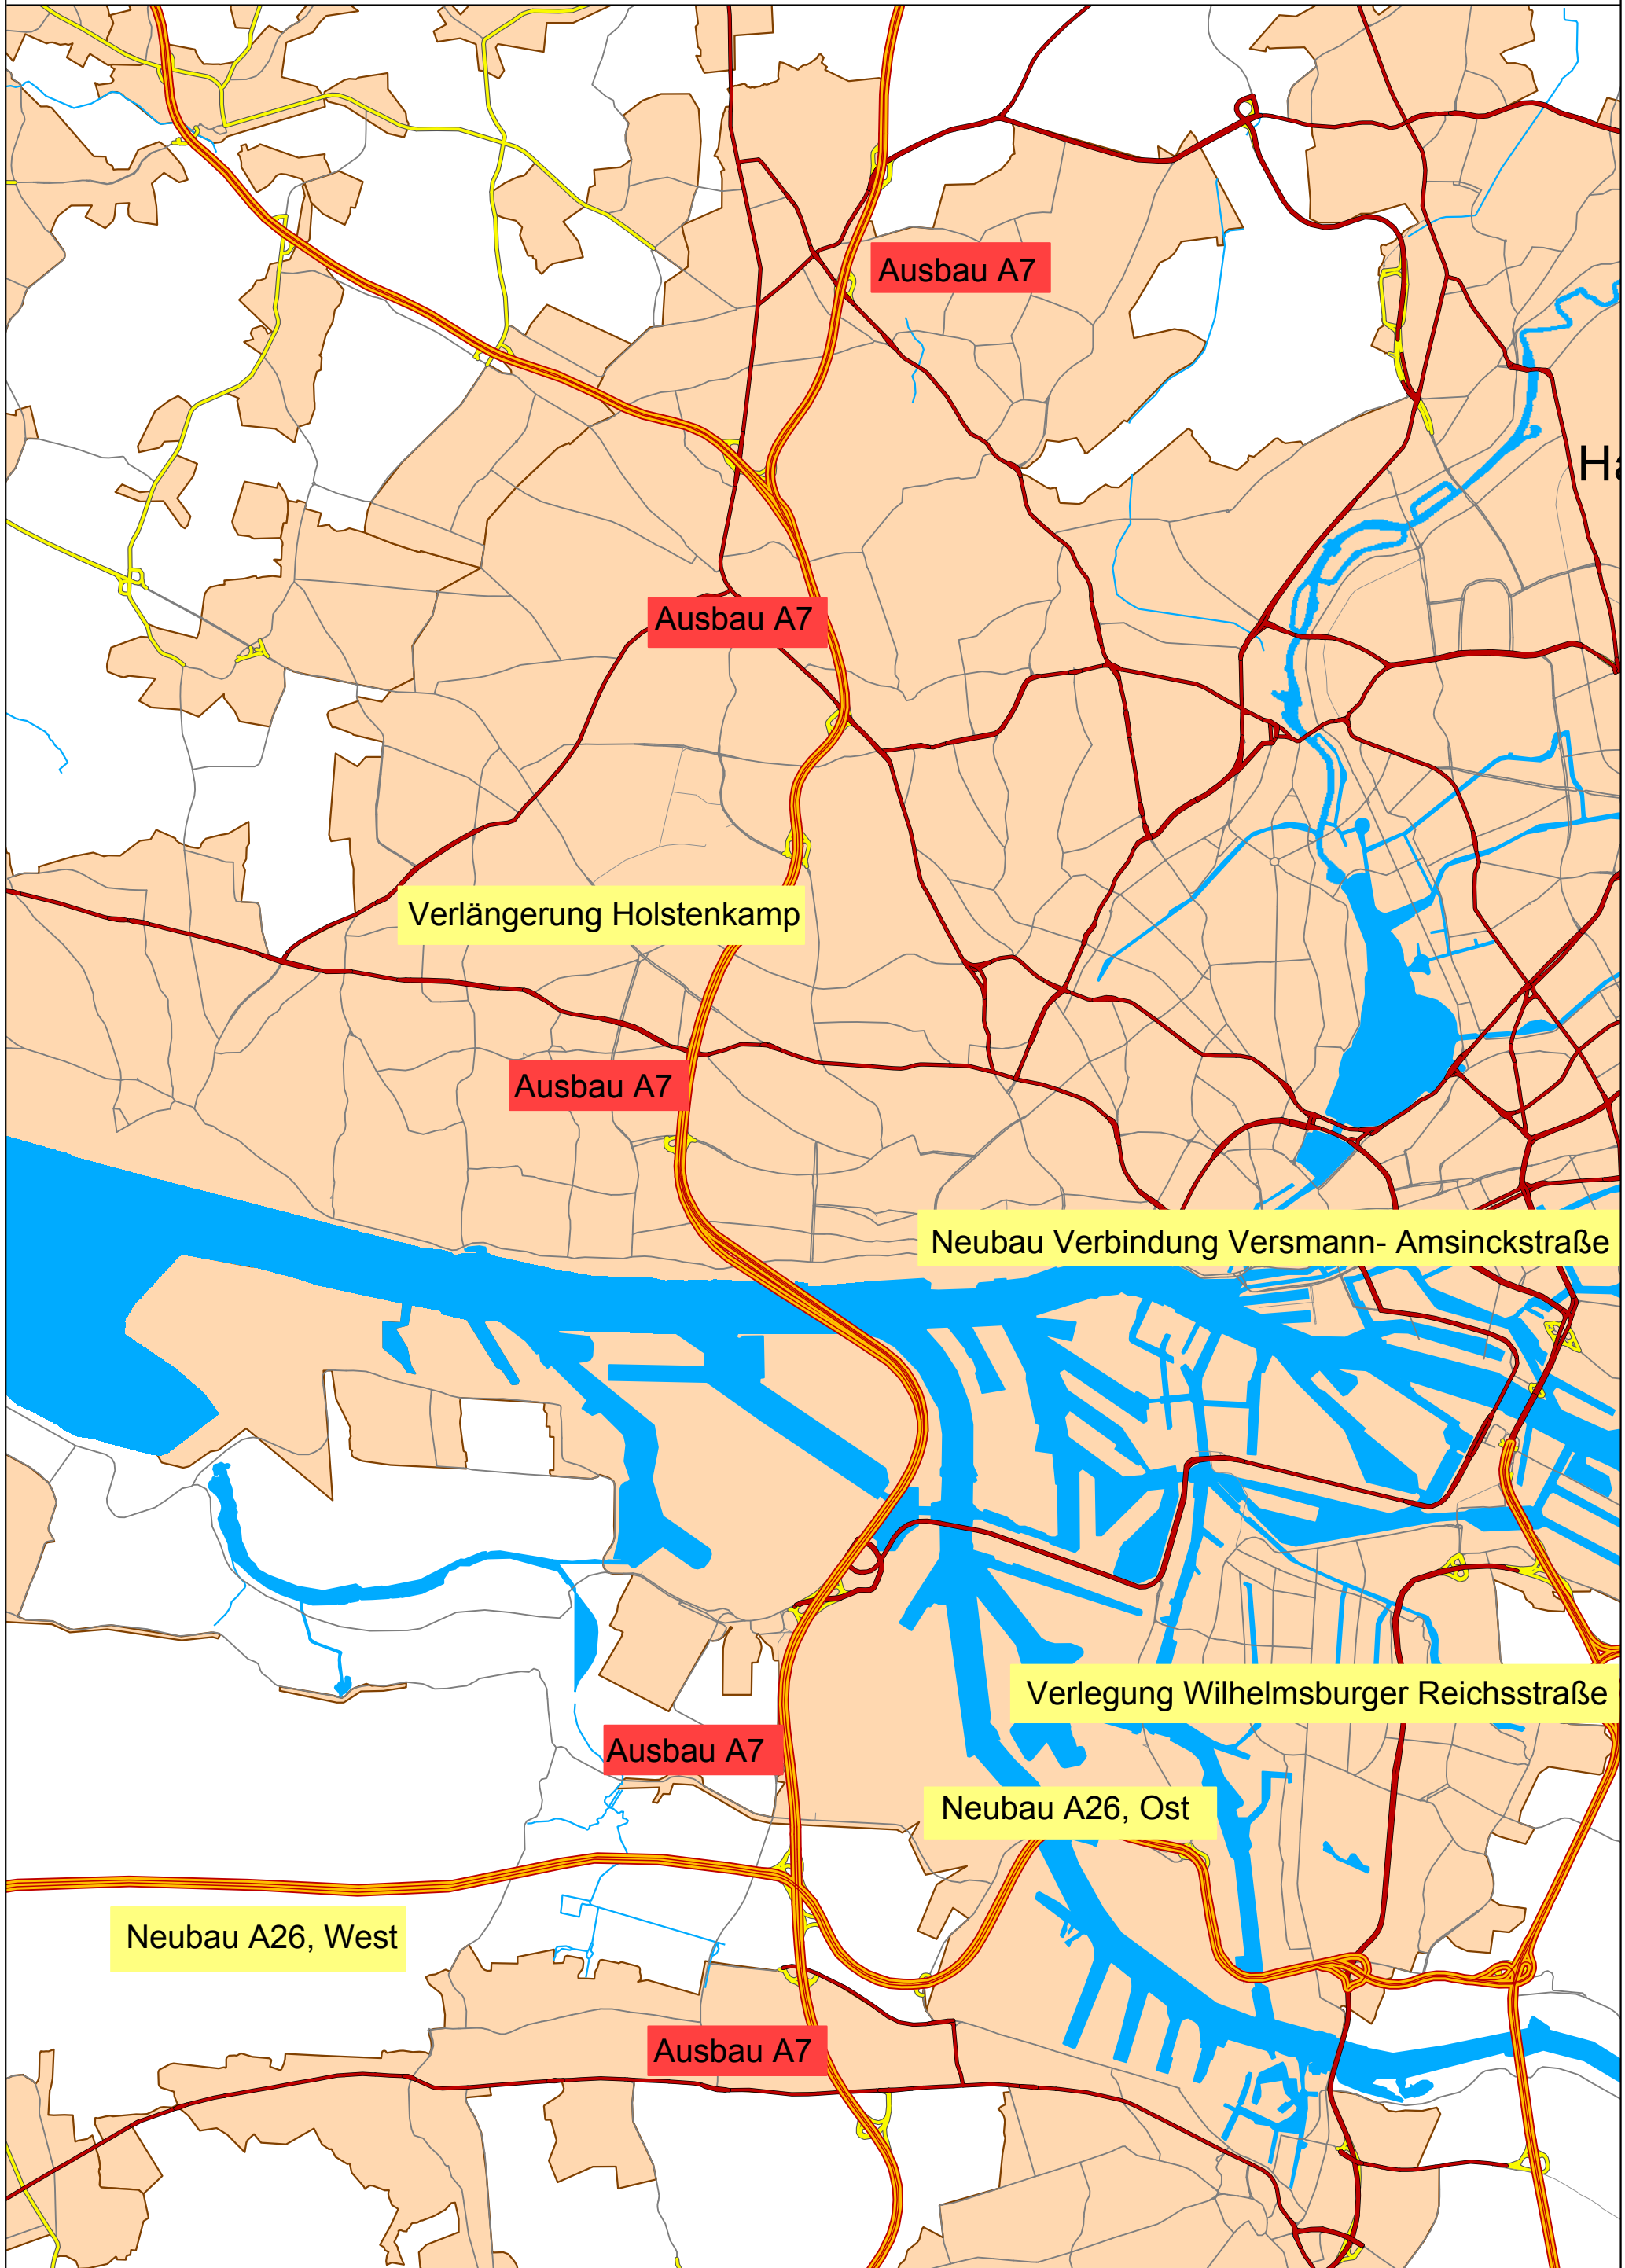 Ausbau A7
Ha
Ausbau A7
Verlängerung Holstenkamp
Ausbau A7
Neubau Verbindung Versmann- Amsinckstraße
Verlegung Wilhelmsburger Reichsstraße
Ausbau A7
Neubau A26, Ost
Neubau A26, West
Ausbau A7